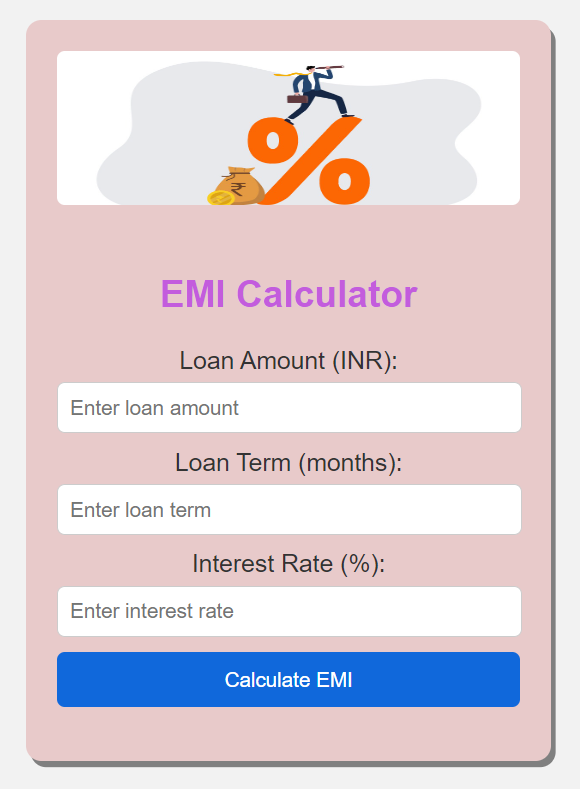 ₹
%
EMI Calculator
Loan Amount (INR):
Enter loan amount
Loan Term (months):
Enter loan term
Interest Rate (%):
Enter interest rate
Calculate EMI